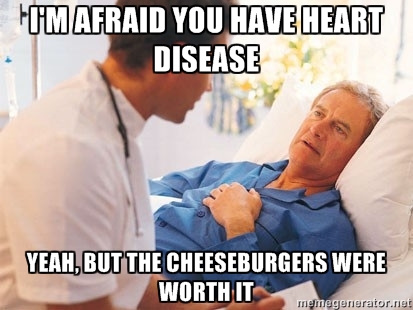 I'M AFRAID YOU HAVE HEART
DISEASE
YEAH, BUT THE CHEESEBURGERS WERE
WORTH IT
memegenerator.net